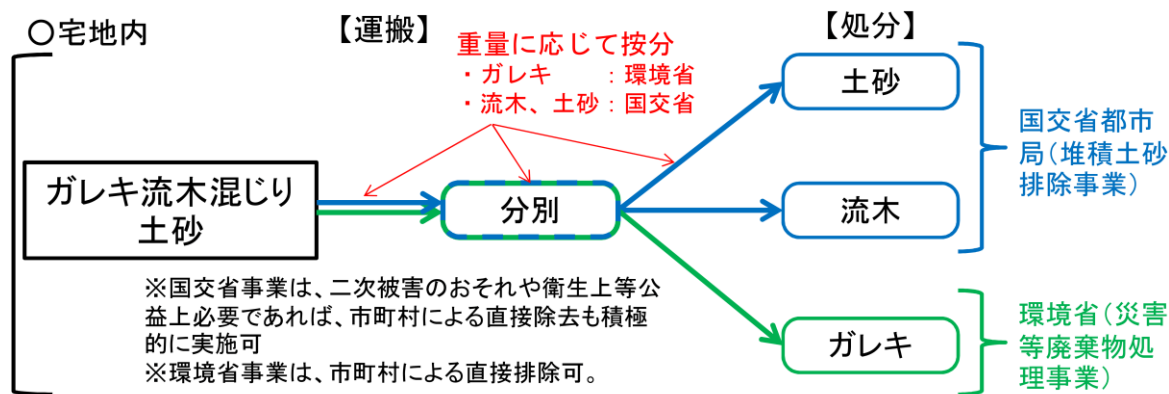 〇宅地内
【運搬】
【処分】
重量に応じて按分
・ガレキ　　：環境省
・流木、土砂：国交省
ガレキ流木混じり
土砂
分別
土砂
流木
ガレキ
国交省都市
局(堆積土砂
排除事業)
環境省(災害
等廃棄物処
理事業)
※国交省事業は、二次被害のおそれや衛生上等公
益上必要であれば、市町村による直接除去も積極
的に実施可
※環境省事業は、市町村による直接排除可。